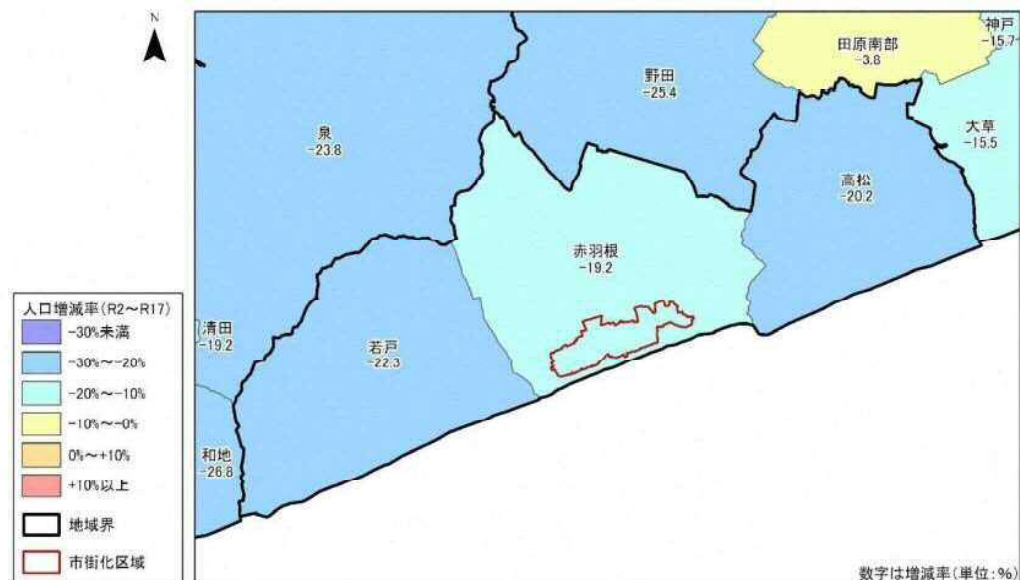 N
田原南部
-3.8
神戸
-15.7
野田
-25.4
泉
-23.8
大草
-15.5
高松
-20.2
赤羽根
-19.2
清田
-19.2
若戸
-22.3
和地
-26.8
人口増減率(R2～R17)
-30%未満
-30%～-20%
-20%～-10%
-10%～-0%
0%～+10%
+10%以上
地域界
市街化区域
数字は増減率(単位:%)